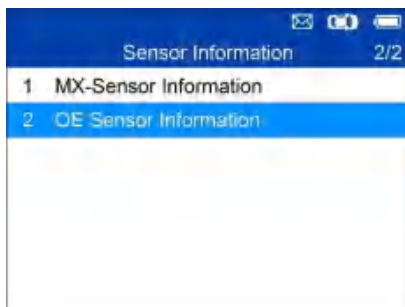 Sensor Information 2/2
1 MX-Sensor Information
2 OE Sensor Information